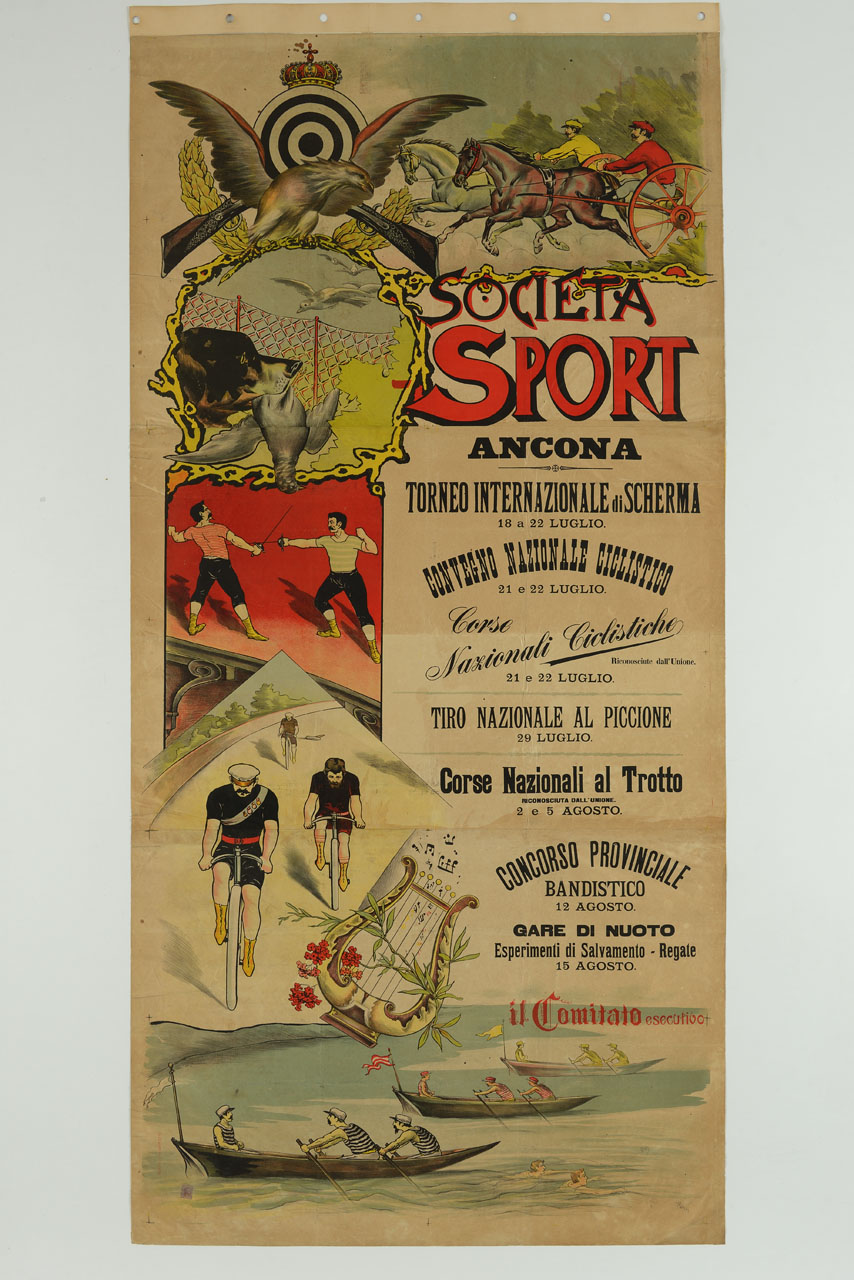 SOCIETA
SPORT
ANCONA
TORNEO INTERNAZIONALE di SCHERMA
18 a 22 LUGLIO.
CONVEGNO NAZIONALE CICLISTICO
21 e 22 LUGLIO.
Corse
Nazionali Ciclistiche
Riconosciute dall'Unione.
21 e 22 LUGLIO.
TIRO NAZIONALE AL PICCIONE
29 LUGLIO.
Corse Nazionali al Trotto
RICONOSCIUTA DALL'UNIONE.
2 e 5 AGOSTO.
CONCORSO PROVINCIALE
BANDISTICO
12 AGOSTO.
GARE DI NUOTO
Esperimenti di Salvamento - Regate
15 AGOSTO.
il Comitato esecutivo